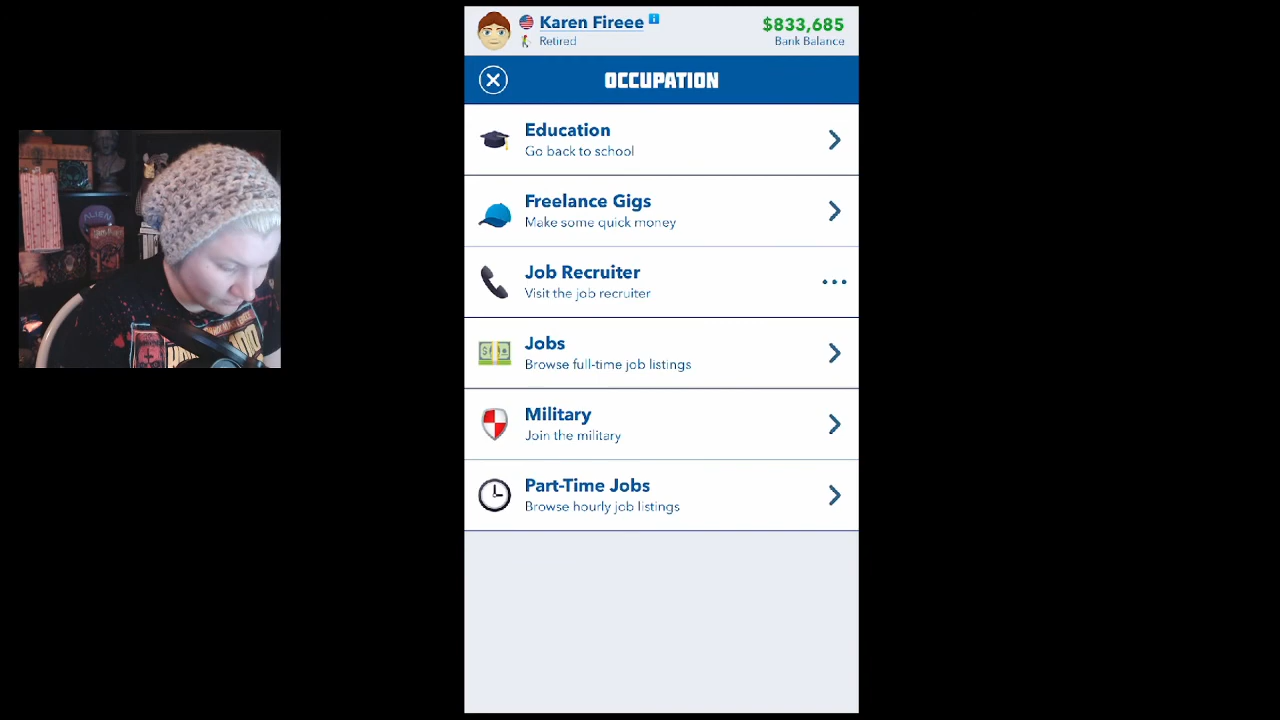 Karen Fireee
Retired
$833,685
Bank Balance
OCCUPATION
Education
Go back to school
Freelance Gigs
Make some quick money
Job Recruiter
Visit the job recruiter
Jobs
Browse full-time job listings
Military
Join the military
Part-Time Jobs
Browse hourly job listings
ALIEN